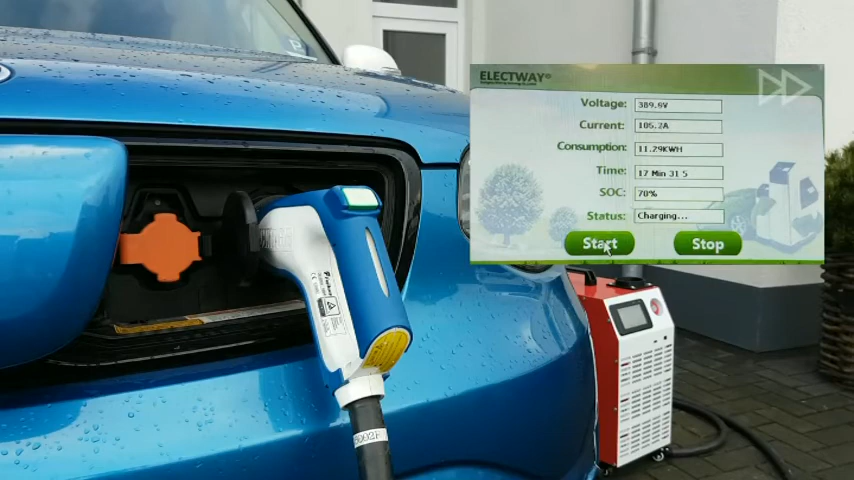 ELECTWAY®
Voltage: 389.6V
Current: 105.2A
Consumption: 11.29KWH
Time: 17 Min 31 S
SOC: 70%
Status: Charging...
Start Stop